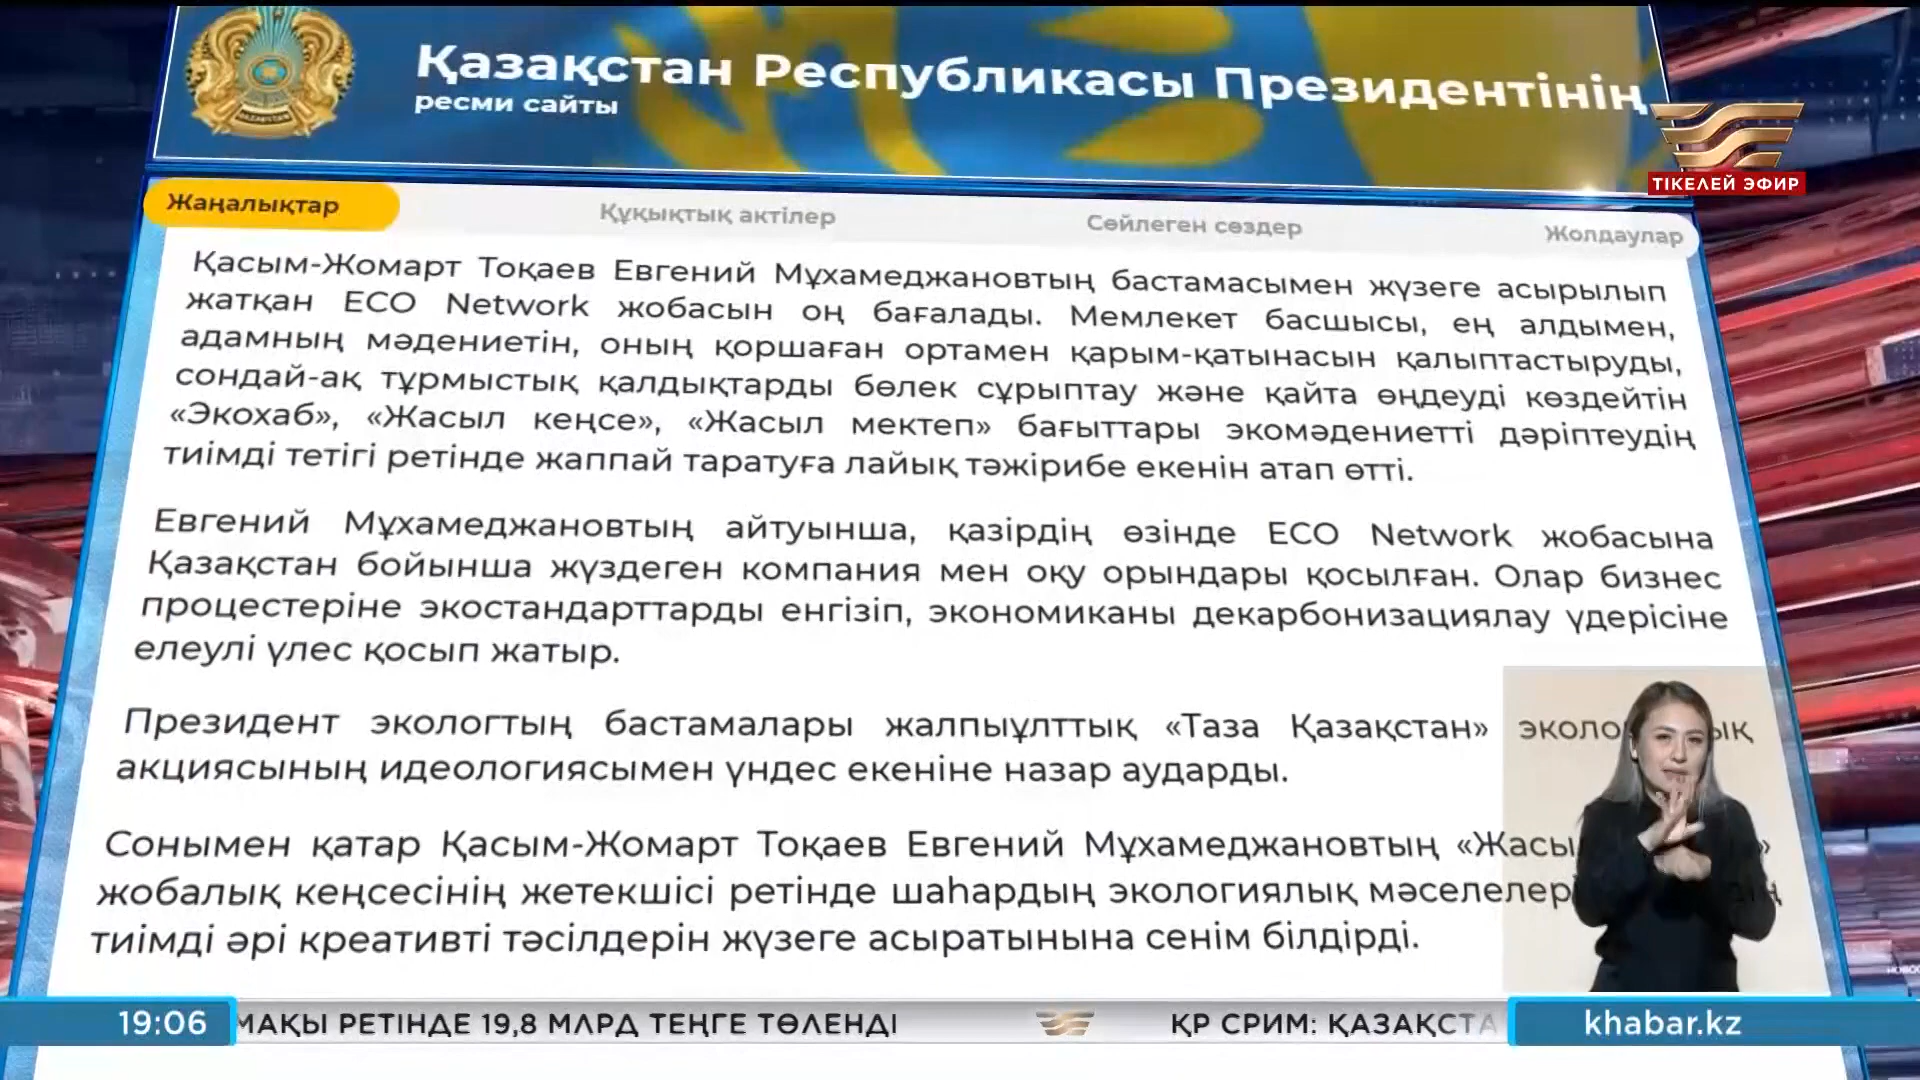 Қазақстан Республикасы Президентінің
ресми сайты
ТІКЕЛЕЙ ЭФИР
Жаңалықтар
Құқықтық актілер
Сөйлеген сөздер
Жолдаулар
Қасым-Жомарт Тоқаев Евгений Мұхамеджановтың бастамасымен жүзеге асырылып
жатқан ECO Network жобасын оң бағалады. Мемлекет басшысы, ең алдымен,
адамның мәдениетін, оның қоршаған ортамен қарым-қатынасын қалыптастыруды,
сондай-ақ тұрмыстық қалдықтарды бөлек сұрыптау және қайта өңдеуді көздейтін
«Экохаб», «Жасыл кеңсе», «Жасыл мектеп» бағыттары экомәдениетті дәріптеудің
тиімді тетігі ретінде жаппай таратуға лайық тәжірибе екенін атап өтті.
Евгений Мұхамеджановтың айтуынша, қазірдің өзінде ECO Network жобасына
Қазақстан бойынша жүздеген компания мен оқу орындары қосылған. Олар бизнес
процестеріне экостандарттарды енгізіп, экономиканы декарбонизациялау үдерісіне
елеулі үлес қосып жатыр.
Президент экологтың бастамалары жалпыұлттық «Таза Қазақстан»
акциясының идеологиясымен үндес екеніне назар аударды.
Сонымен қатар Қасым-Жомарт Тоқаев Евгений Мұхамеджановтың
жобалық кеңсесінің жетекшісі ретінде шаһардың экологиялық
тиімді әрі креативті тәсілдерін жүзеге асыратынына сенім білдірді.
19:06
МАҚЫ РЕТІНДЕ 19,8 МЛРД ТЕҢГЕ ТӨЛЕНДІ
ҚР СРИМ: ҚАЗАҚСТА
khabar.kz